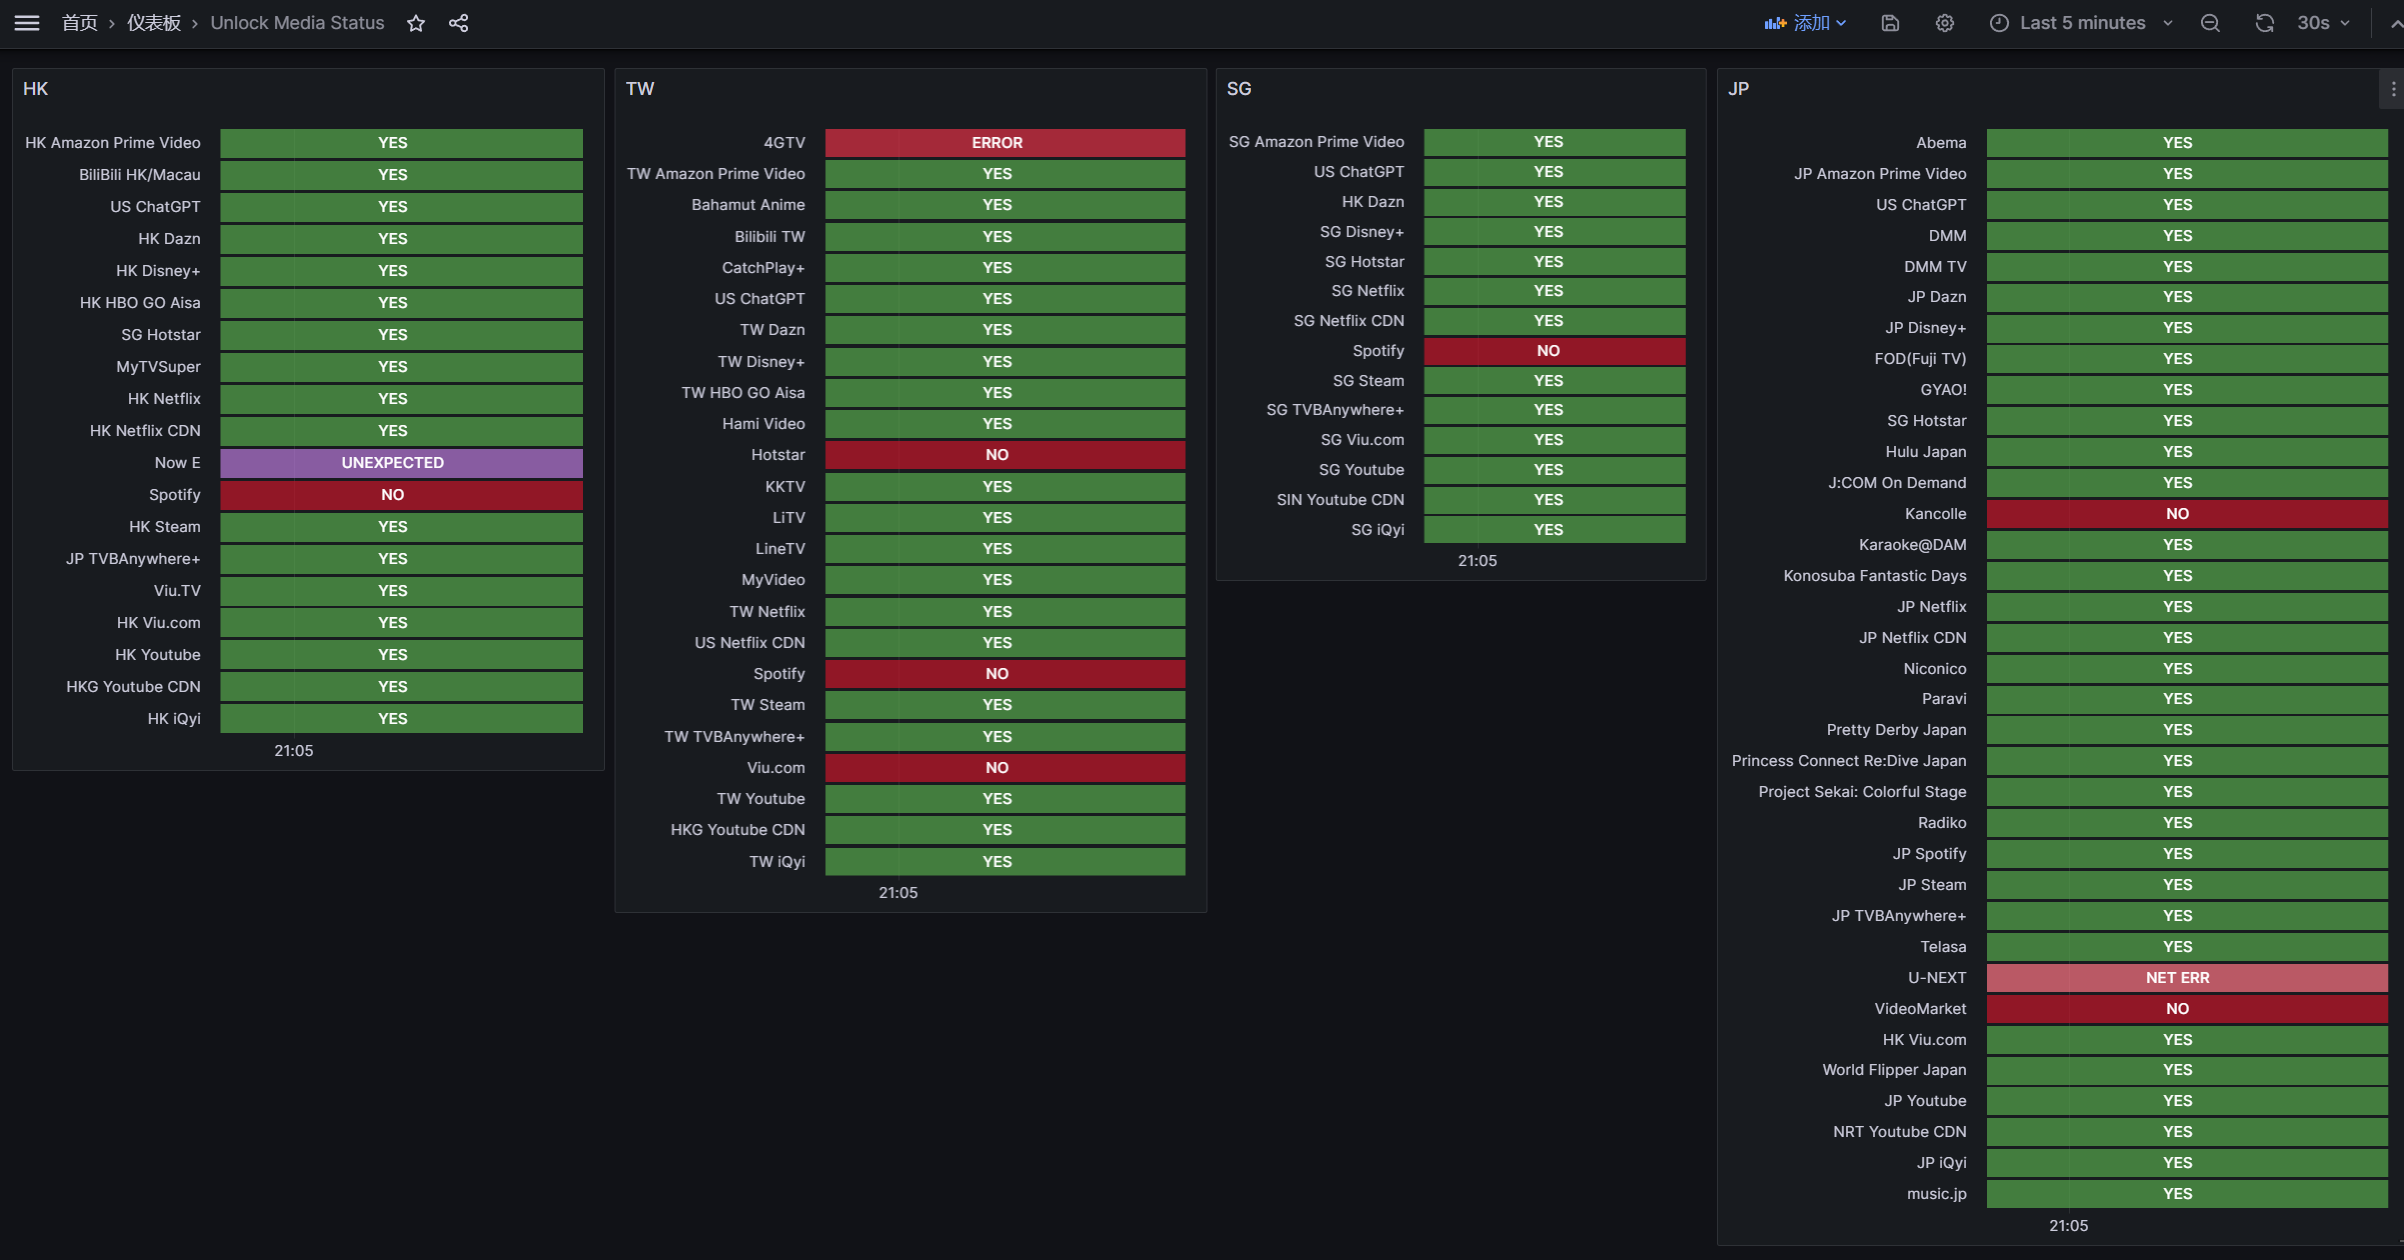 首页 › 仪表板 › Unlock Media Status
添加
Last 5 minutes
30s
HK
HK Amazon Prime Video YES
BiliBili HK/Macau YES
US ChatGPT YES
HK Dazn YES
HK Disney+ YES
HK HBO GO Aisa YES
SG Hotstar YES
MyTVSuper YES
HK Netflix YES
HK Netflix CDN YES
Now E UNEXPECTED
Spotify NO
HK Steam YES
JP TVBAnywhere+ YES
Viu.TV YES
HK Viu.com YES
HK Youtube YES
HKG Youtube CDN YES
HK iQyi YES
21:05
TW
4GTV ERROR
TW Amazon Prime Video YES
Bahamut Anime YES
Bilibili TW YES
CatchPlay+ YES
US ChatGPT YES
TW Dazn YES
TW Disney+ YES
TW HBO GO Aisa YES
Hami Video YES
Hotstar NO
KKTV YES
LiTV YES
LineTV YES
MyVideo YES
TW Netflix YES
US Netflix CDN YES
Spotify NO
TW Steam YES
TW TVBAnywhere+ YES
Viu.com NO
TW Youtube YES
HKG Youtube CDN YES
TW iQyi YES
21:05
SG
SG Amazon Prime Video YES
US ChatGPT YES
HK Dazn YES
SG Disney+ YES
SG Hotstar YES
SG Netflix YES
SG Netflix CDN YES
Spotify NO
SG Steam YES
SG TVBAnywhere+ YES
SG Viu.com YES
SG Youtube YES
SIN Youtube CDN YES
SG iQyi YES
21:05
JP
Abema YES
JP Amazon Prime Video YES
US ChatGPT YES
DMM YES
DMM TV YES
JP Dazn YES
JP Disney+ YES
FOD(Fuji TV) YES
GYAO! YES
SG Hotstar YES
Hulu Japan YES
J:COM On Demand YES
Kancolle NO
Karaoke@DAM YES
Konosuba Fantastic Days YES
JP Netflix YES
JP Netflix CDN YES
Niconico YES
Paravi YES
Pretty Derby Japan YES
Princess Connect Re:Dive Japan YES
Project Sekai: Colorful Stage YES
Radiko YES
JP Spotify YES
JP Steam YES
JP TVBAnywhere+ YES
Telasa YES
U-NEXT NET ERR
VideoMarket NO
HK Viu.com YES
World Flipper Japan YES
JP Youtube YES
NRT Youtube CDN YES
JP iQyi YES
music.jp YES
21:05